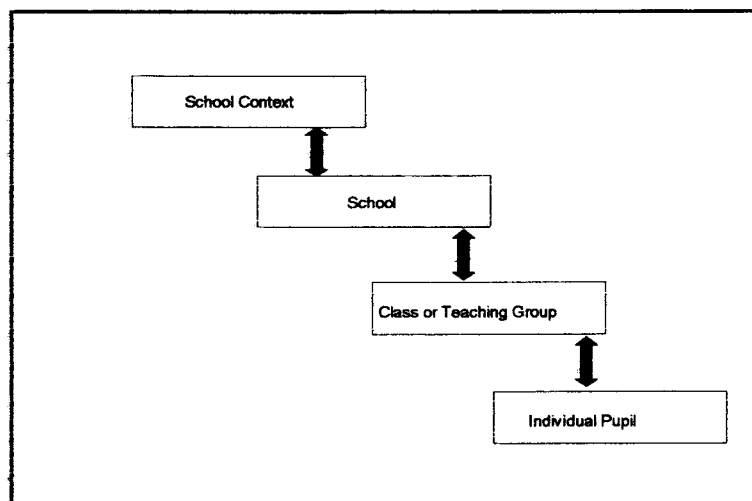 School Context
School
Class or Teaching Group
Individual Pupil